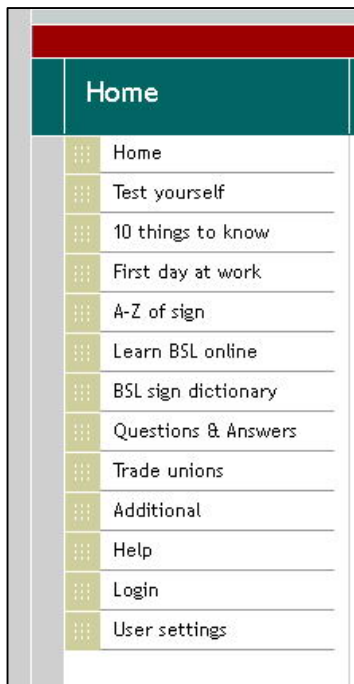 Home
Home
Test yourself
10 things to know
First day at work
A-Z of sign
Learn BSL online
BSL sign dictionary
Questions & Answers
Trade unions
Additional
Help
Login
User settings